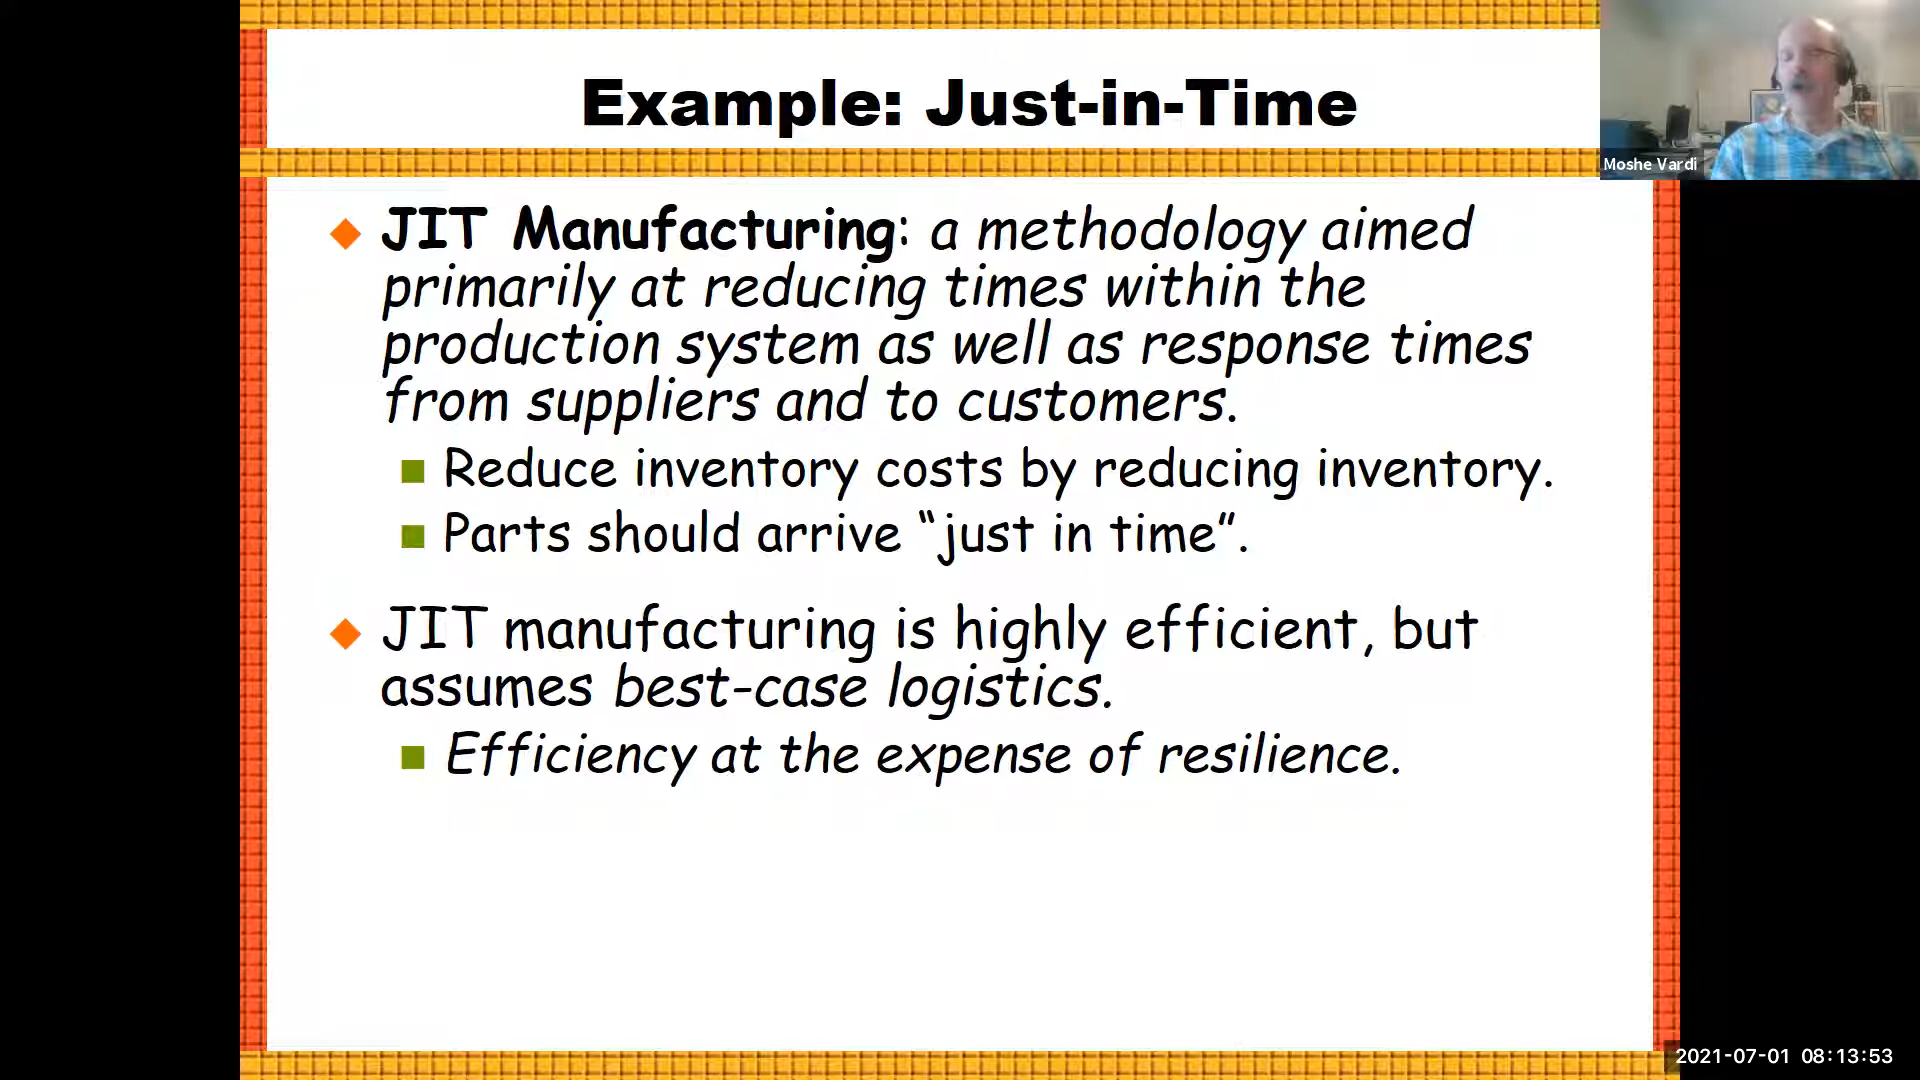 Example: Just-in-Time
Moshe Vardi
JIT Manufacturing: a methodology aimed
primarily at reducing times within the
production system as well as response times
from suppliers and to customers.
Reduce inventory costs by reducing inventory.
Parts should arrive “just in time”.
JIT manufacturing is highly efficient, but
assumes best-case logistics.
Efficiency at the expense of resilience.
2021-07-01 08:13:53